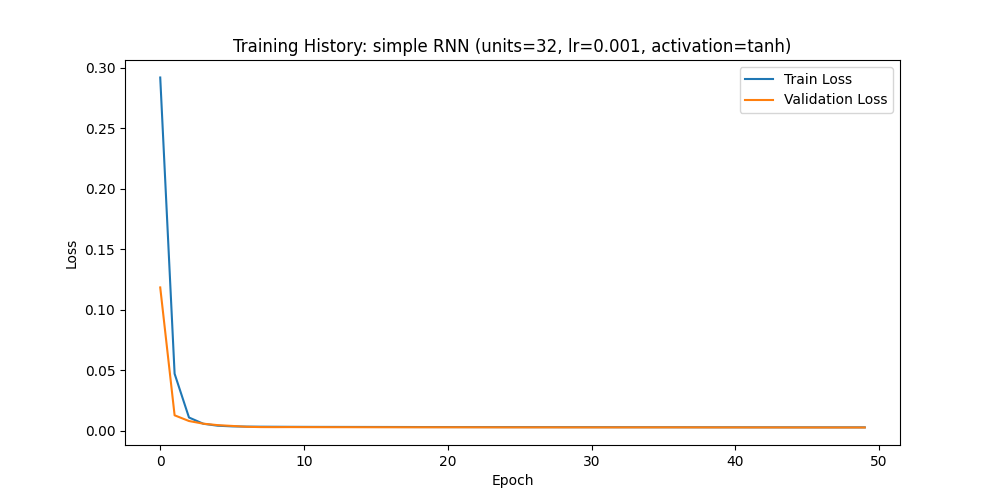 Training History: simple RNN (units=32, lr=0.001, activation=tanh)
Train Loss
Validation Loss
Loss
0.30
0.25
0.20
0.15
0.10
0.05
0.00
0 10 20 30 40 50
Epoch